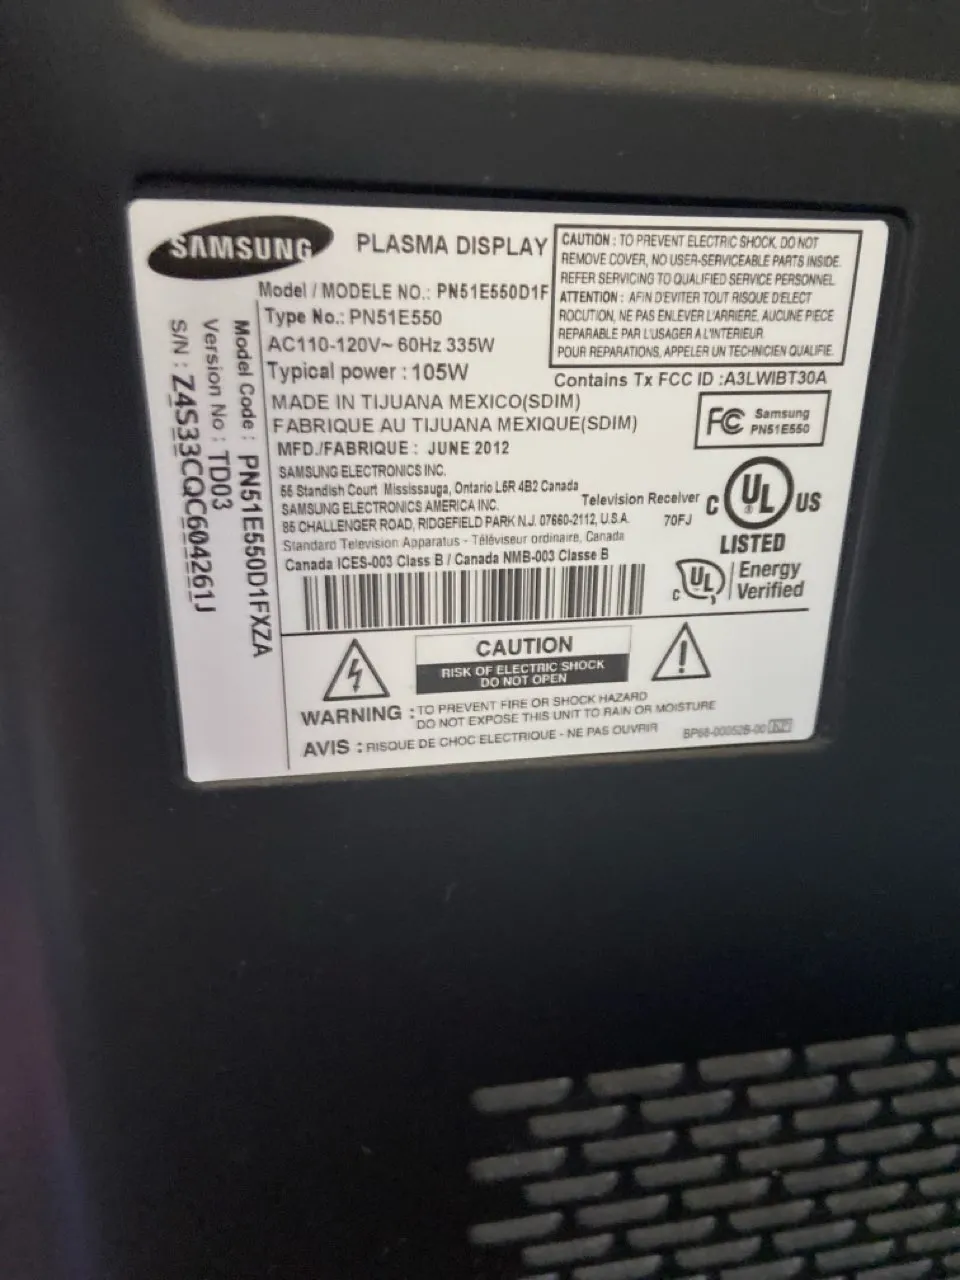 SAMSUNG
PLASMA DISPLAY
Model / MODELE NO.: PN51E550D1F
Type No.: PN51E550
AC110-120V~ 60Hz 335W
Typical power : 105W
MADE IN TIJUANA MEXICO(SDIM)
FABRIQUE AU TIJUANA MEXIQUE(SDIM)
MFD./FABRIQUE : JUNE 2012
SAMSUNG ELECTRONICS INC.
55 Standish Court Mississauga, Ontario L5R 4B2 Canada
SAMSUNG ELECTRONICS AMERICA INC.
85 CHALLENGER ROAD, RIDGEFIELD PARK N.J. 07660-2112, U.S.A.
Standard Television Apparatus - Téléviseur ordinaire, Canada
Canada ICES-003 Class B / Canada NMB-003 Classe B
CAUTION : TO PREVENT ELECTRIC SHOCK, DO NOT
REMOVE COVER, NO USER-SERVICEABLE PARTS INSIDE.
REFER SERVICING TO QUALIFIED SERVICE PERSONNEL.
ATTENTION : AFIN D'EVITER TOUT RISQUE D'ELECT
ROCUTION, NE PAS ENLEVER L'ARRIERE, AUCUNE PIECE
REPARABLE PAR L'USAGER A L'INTERIEUR.
POUR REPARATIONS, APPELER UN TECHNICIEN QUALIFIE.
Contains Tx FCC ID :A3LWIBT30A
FC Samsung
PN51E550
Television Receiver
70FJ
C UL ® US
LISTED
C UL S Energy
Verified
Model Code : PN51E550D1FXZA
Version No : TD03
S/N : Z4S33CQC604261J
CAUTION
RISK OF ELECTRIC SHOCK
DO NOT OPEN
WARNING : TO PREVENT FIRE OR SHOCK HAZARD
DO NOT EXPOSE THIS UNIT TO RAIN OR MOISTURE
AVIS : RISQUE DE CHOC ELECTRIQUE - NE PAS OUVRIR